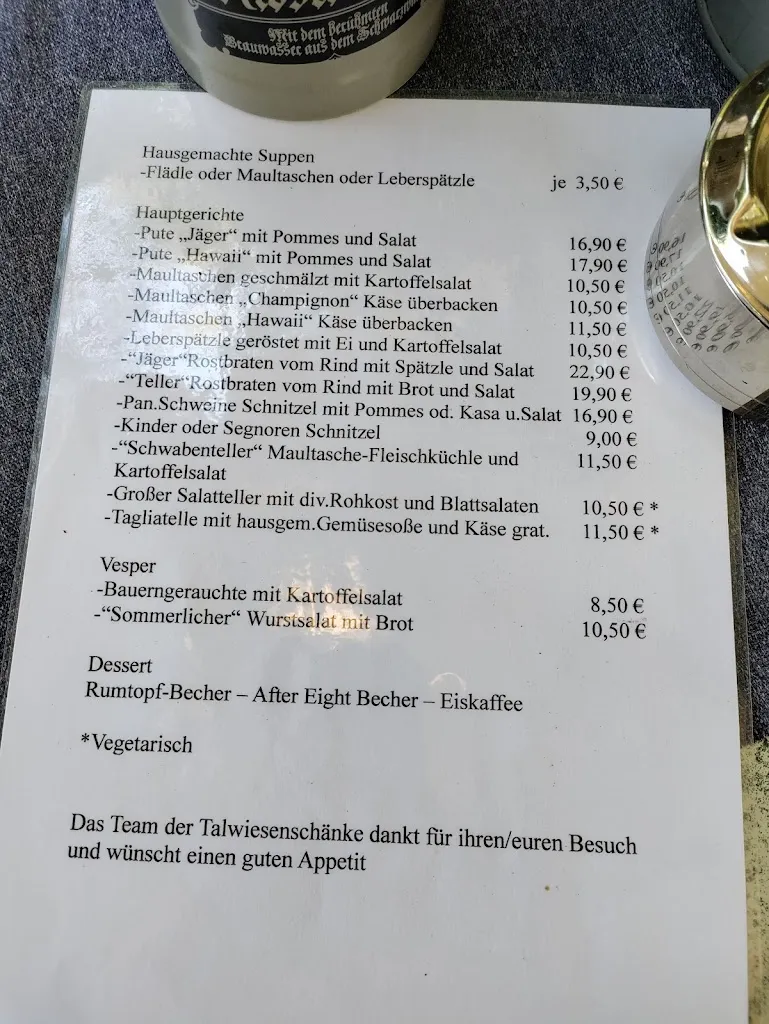 Mit dem berühmten
Brauwasser aus dem
Hausgemachte Suppen
-Flädle oder Maultaschen oder Leberspätzle je 3,50 €
Hauptgerichte
-Pute „Jäger“ mit Pommes und Salat 16,90 €
-Pute „Hawaii“ mit Pommes und Salat 17,90 €
-Maultaschen geschmälzt mit Kartoffelsalat 10,50 €
-Maultaschen „Champignon“ Käse überbacken 10,50 €
-Maultaschen „Hawaii“ Käse überbacken 11,50 €
-Leberspätzle geröstet mit Ei und Kartoffelsalat 10,50 €
-“Jäger“Rostbraten vom Rind mit Spätzle und Salat 22,90 €
-“Teller“Rostbraten vom Rind mit Brot und Salat 19,90 €
-Pan.Schweine Schnitzel mit Pommes od. Kasa u.Salat 16,90 €
-Kinder oder Segnoren Schnitzel 9,00 €
-“Schwabenteller“ Maultasche-Fleischküchle und 11,50 €
Kartoffelsalat
-Großer Salatteller mit div.Rohkost und Blattsalaten 10,50 € *
-Tagliatelle mit hausgem.Gemüsesoße und Käse grat. 11,50 € *
Vesper
-Bauerngerauchte mit Kartoffelsalat 8,50 €
-“Sommerlicher“ Wurstsalat mit Brot 10,50 €
Dessert
Rumtopf-Becher – After Eight Becher – Eiskaffee
*Vegetarisch
Das Team der Talwiesenschänke dankt für ihren/euren Besuch
und wünscht einen guten Appetit